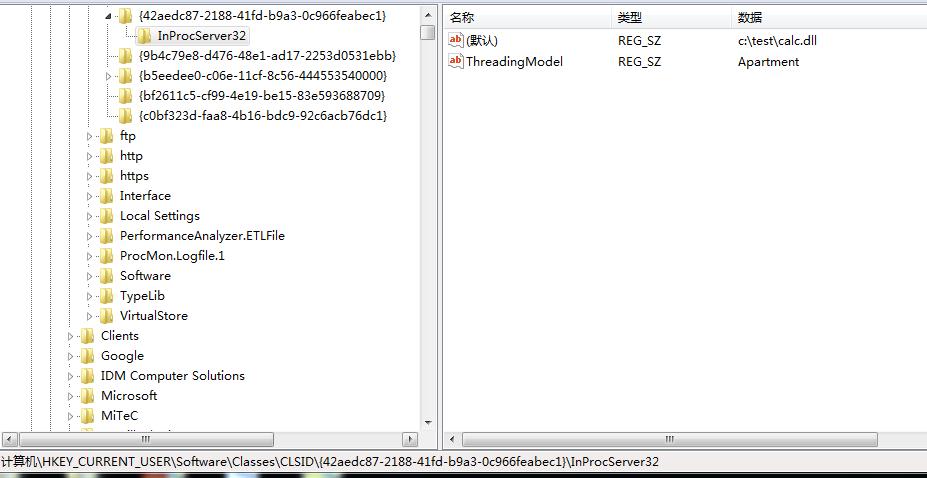 {42aedc87-2188-41fd-b9a3-0c966feabec1}
InProcServer32
{9b4c79e8-d476-48e1-ad17-2253d0531ebb}
{b5eedee0-c06e-11cf-8c56-444553540000}
{bf2611c5-cf99-4e19-be15-83e593688709}
{c0bf323d-faa8-4b16-bdc9-92c6acb76dc1}
ftp
http
https
Interface
Local Settings
PerformanceAnalyzer.ETLFile
ProcMon.Logfile.1
Software
TypeLib
VirtualStore
Clients
Google
IDM Computer Solutions
Microsoft
MiTeC
名称 类型 数据
(默认) REG_SZ c:\test\calc.dll
ThreadingModel REG_SZ Apartment
计算机\HKEY_CURRENT_USER\Software\Classes\CLSID\{42aedc87-2188-41fd-b9a3-0c966feabec1}\InProcServer32